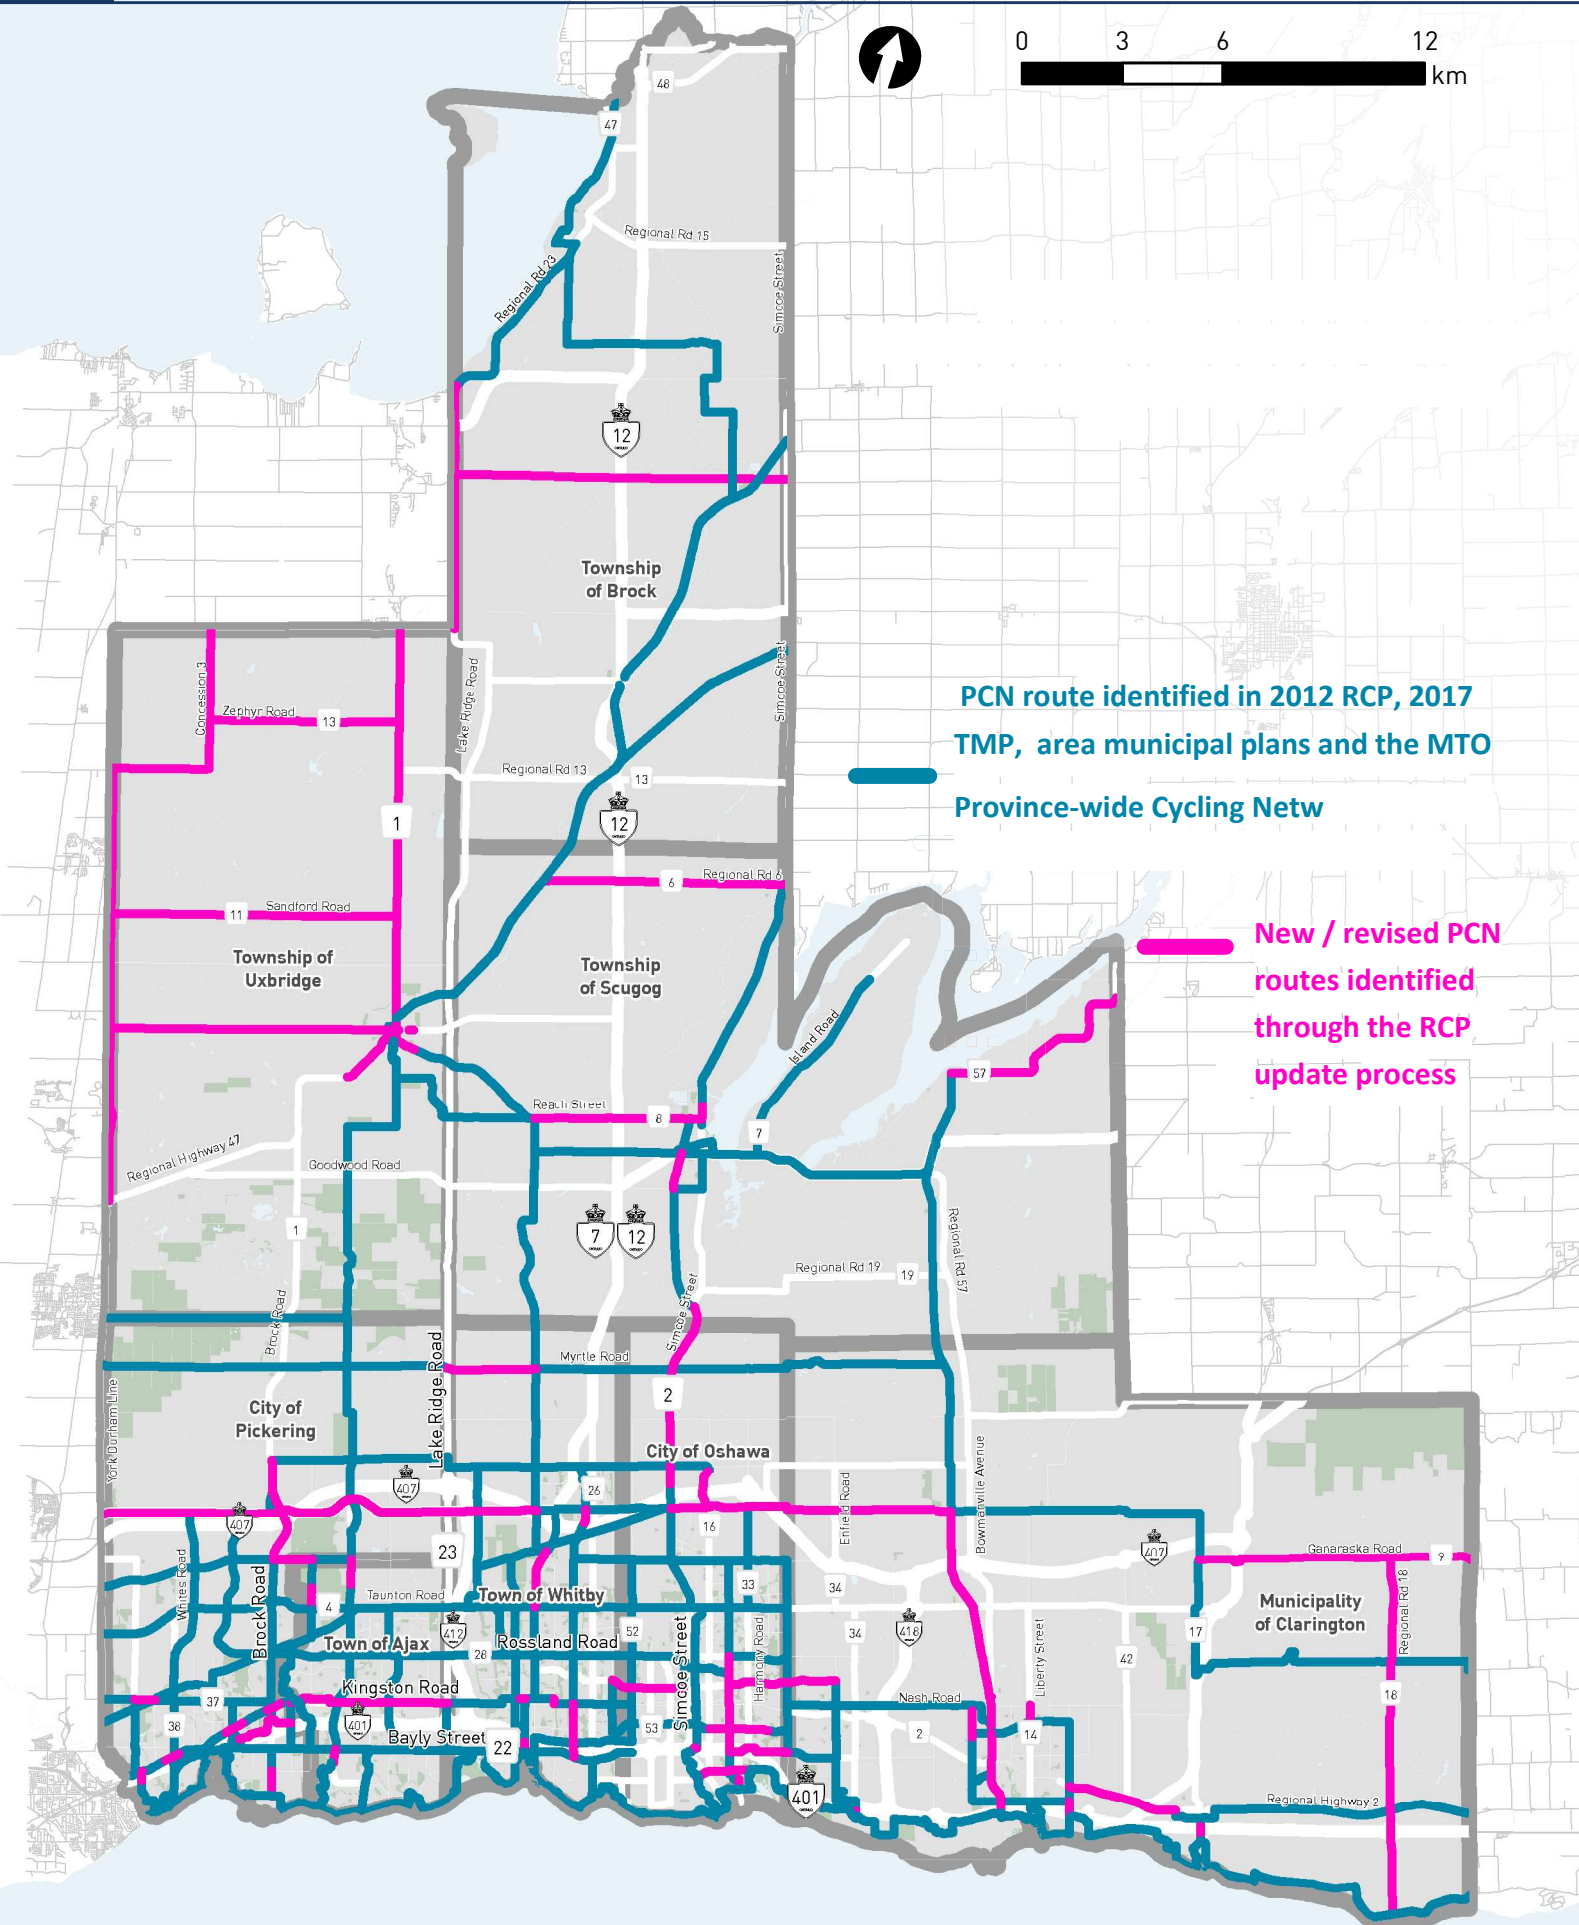 0 3 6 12
km
48
47
Regional Rd 15
Simcoe Street
Regional Rd 23
12
ONTARIO
Township
of Brock
Concession 3
Zephyr Road
13
Lake Ridge Road
Simcoe Street
Regional Rd 13
13
PCN route identified in 2012 RCP, 2017
TMP, area municipal plans and the MTO
Province-wide Cycling Netw
1
12
ONTARIO
6
Regional Rd 6
11
Sandford Road
Township of
Uxbridge
Township
of Scugog
New / revised PCN
routes identified
through the RCP
update process
Island Road
57
Reach Street
8
7
Regional Highway 47
Goodwood Road
1
7
ONTARIO
12
ONTARIO
Regional Rd 57
Regional Rd 19
19
Brock Road
Simcoe Street
Lake Ridge Road
Myrtle Road
York Durham Line
2
City of
Pickering
City of Oshawa
407
26
Enfield Road
Bowmanville Avenue
407
16
407
Ganaraska Road
9
23
Whites Road
Brock Road
Taunton Road
4
Town of Whitby
33
34
Regional Rd 18
Municipality
of Clarington
412
52
Simcoe Street
Harmony Road
34
418
Liberty Street
17
Town of Ajax
Rossland Road
28
42
Kingston Road
37
Nash Road
18
38
401
Bayly Street
22
53
2
14
401
Regional Highway 2